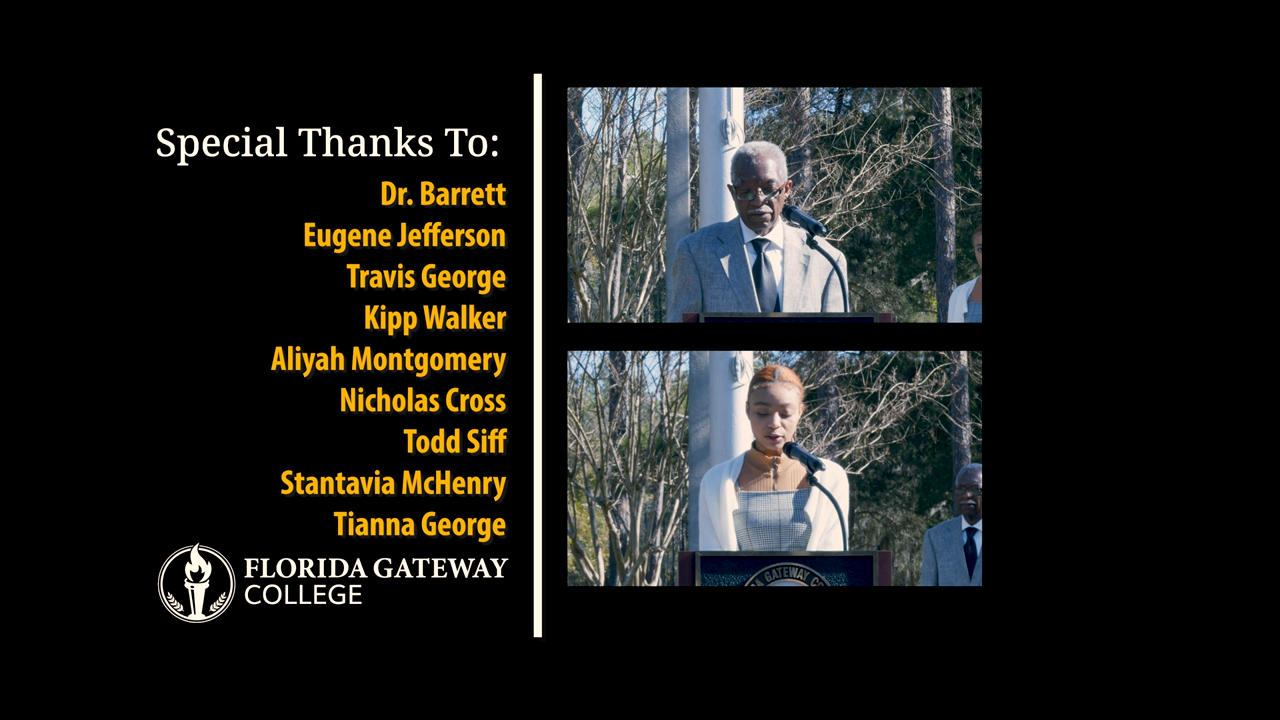 Special Thanks To:
Dr. Barrett
Eugene Jefferson
Travis George
Kipp Walker
Aliyah Montgomery
Nicholas Cross
Todd Siff
Stantavia McHenry
Tianna George
FLORIDA GATEWAY
COLLEGE
GATEWAY